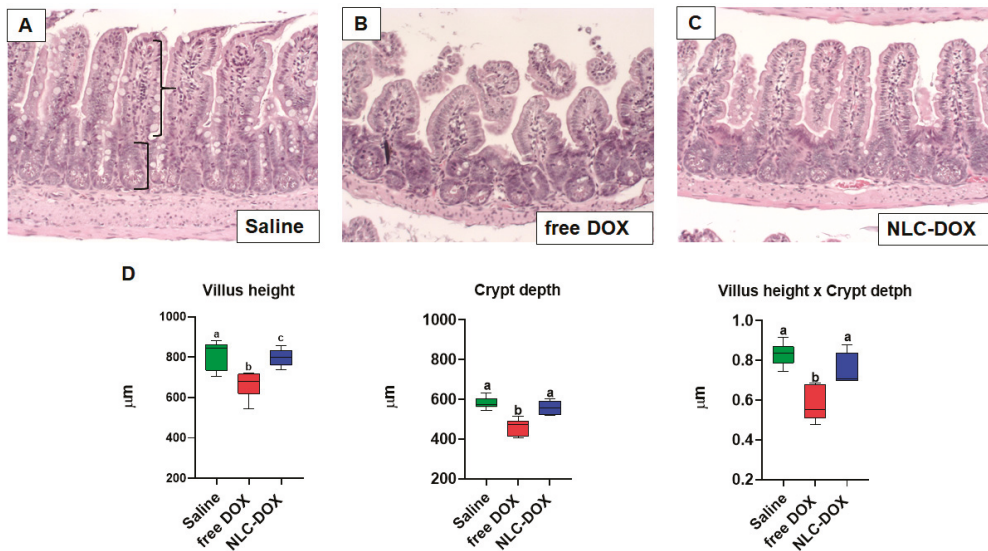 A
B
C
Saline
free DOX
NLC-DOX
D
Villus height
Crypt depth
Villus height x Crypt detph
1000
800
600
400
200
μm
a
b
c
Saline
free DOX
NLC-DOX
1000
800
600
400
200
μm
a
b
a
Saline
free DOX
NLC-DOX
1.0
0.8
0.6
0.4
0.2
μm
a
b
a
Saline
free DOX
NLC-DOX